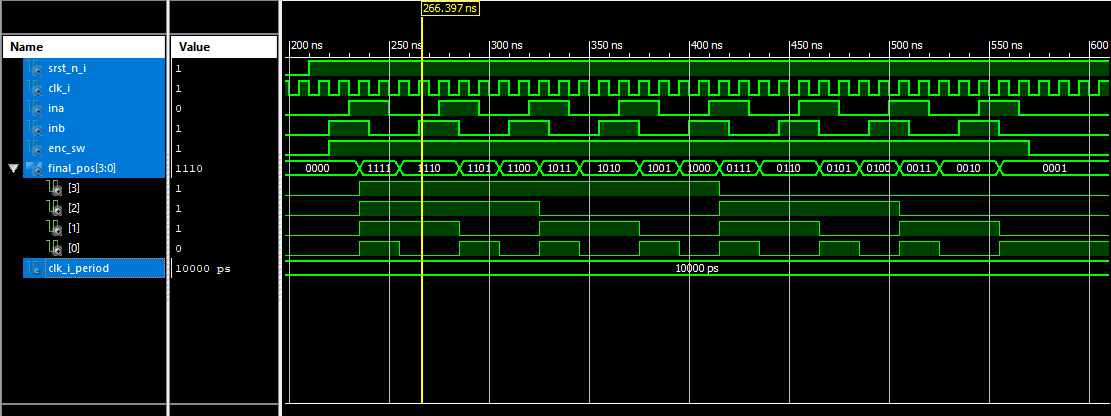 266.397 ns
Name Value
200 ns 250 ns 300 ns 350 ns 400 ns 450 ns 500 ns 550 ns 600
srst_n_i 1
clk_i 1
ina 0
inb 1
enc_sw 1
final_pos[3:0] 1110 0000 1111 1110 1101 1100 1011 1010 1001 1000 0111 0110 0101 0100 0011 0010 0001
[3] 1
[2] 1
[1] 1
[0] 0
clk_i_period 10000 ps 10000 ps